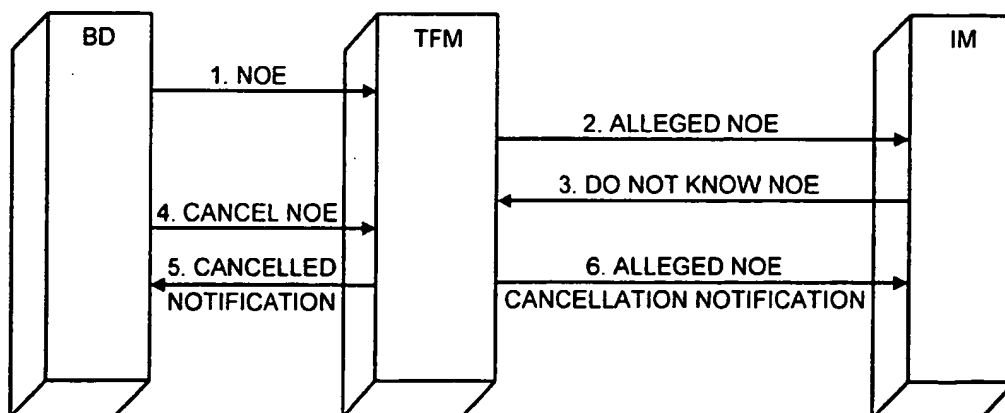 BD
TFM
IM
1. NOE
2. ALLEGED NOE
3. DO NOT KNOW NOE
4. CANCEL NOE
5. CANCELLED
NOTIFICATION
6. ALLEGED NOE
CANCELLATION NOTIFICATION